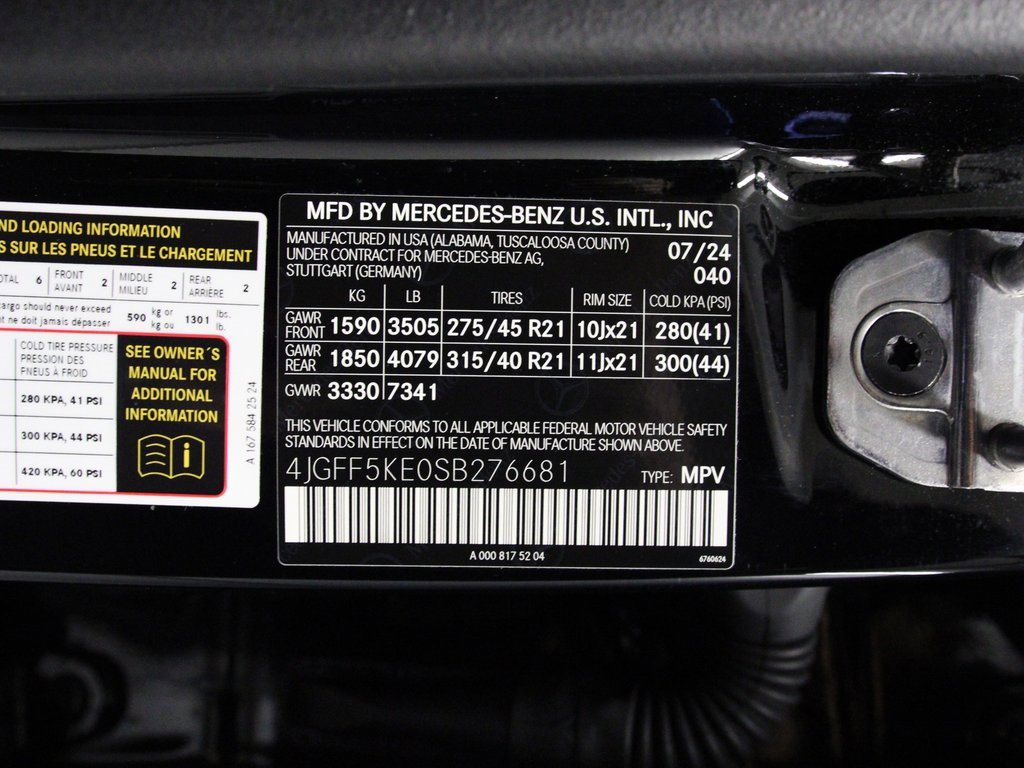 ND LOADING INFORMATION
S SUR LES PNEUS ET LE CHARGEMENT
OTAL 6 FRONT AVANT 2 MIDDLE MILIEU 2 REAR ARRIÈRE 2
cargo should never exceed
nt ne doit jamais dépasser
590 kg or kg ou 1301 lbs. lb.
COLD TIRE PRESSURE
PRESSION DES
PNEUS À FROID
280 KPA, 41 PSI
300 KPA, 44 PSI
420 KPA, 60 PSI
SEE OWNER´S
MANUAL FOR
ADDITIONAL
INFORMATION
A 167 584 25 24
MFD BY MERCEDES-BENZ U.S. INTL., INC
MANUFACTURED IN USA (ALABAMA, TUSCALOOSA COUNTY)
UNDER CONTRACT FOR MERCEDES-BENZ AG,
STUTTGART (GERMANY)
07/24
040
KG LB TIRES RIM SIZE COLD KPA (PSI)
GAWR FRONT 1590 3505 275/45 R21 10Jx21 280(41)
GAWR REAR 1850 4079 315/40 R21 11Jx21 300(44)
GVWR 3330 7341
THIS VEHICLE CONFORMS TO ALL APPLICABLE FEDERAL MOTOR VEHICLE SAFETY
STANDARDS IN EFFECT ON THE DATE OF MANUFACTURE SHOWN ABOVE.
4JGFF5KE0SB276681 TYPE: MPV
A 000 817 52 04
6760624